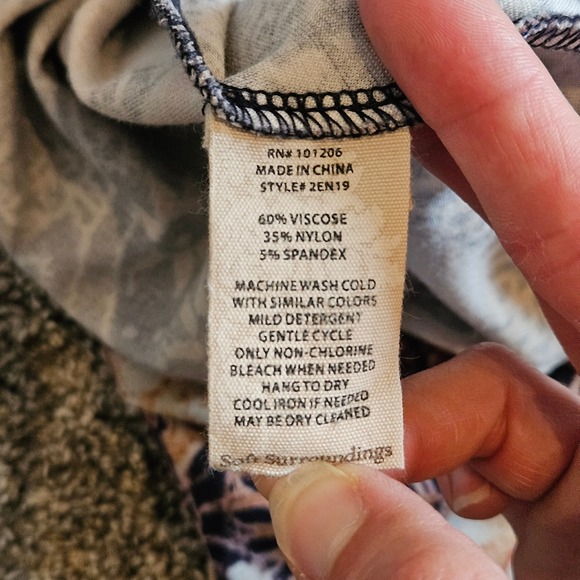 RN# 101206
MADE IN CHINA
STYLE# 2EN19
60% VISCOSE
35% NYLON
5% SPANDEX
MACHINE WASH COLD
WITH SIMILAR COLORS
MILD DETERGENT
GENTLE CYCLE
ONLY NON-CHLORINE
BLEACH WHEN NEEDED
HANG TO DRY
COOL IRON IF NEEDED
MAY BE DRY CLEANED
Soft Surroundings